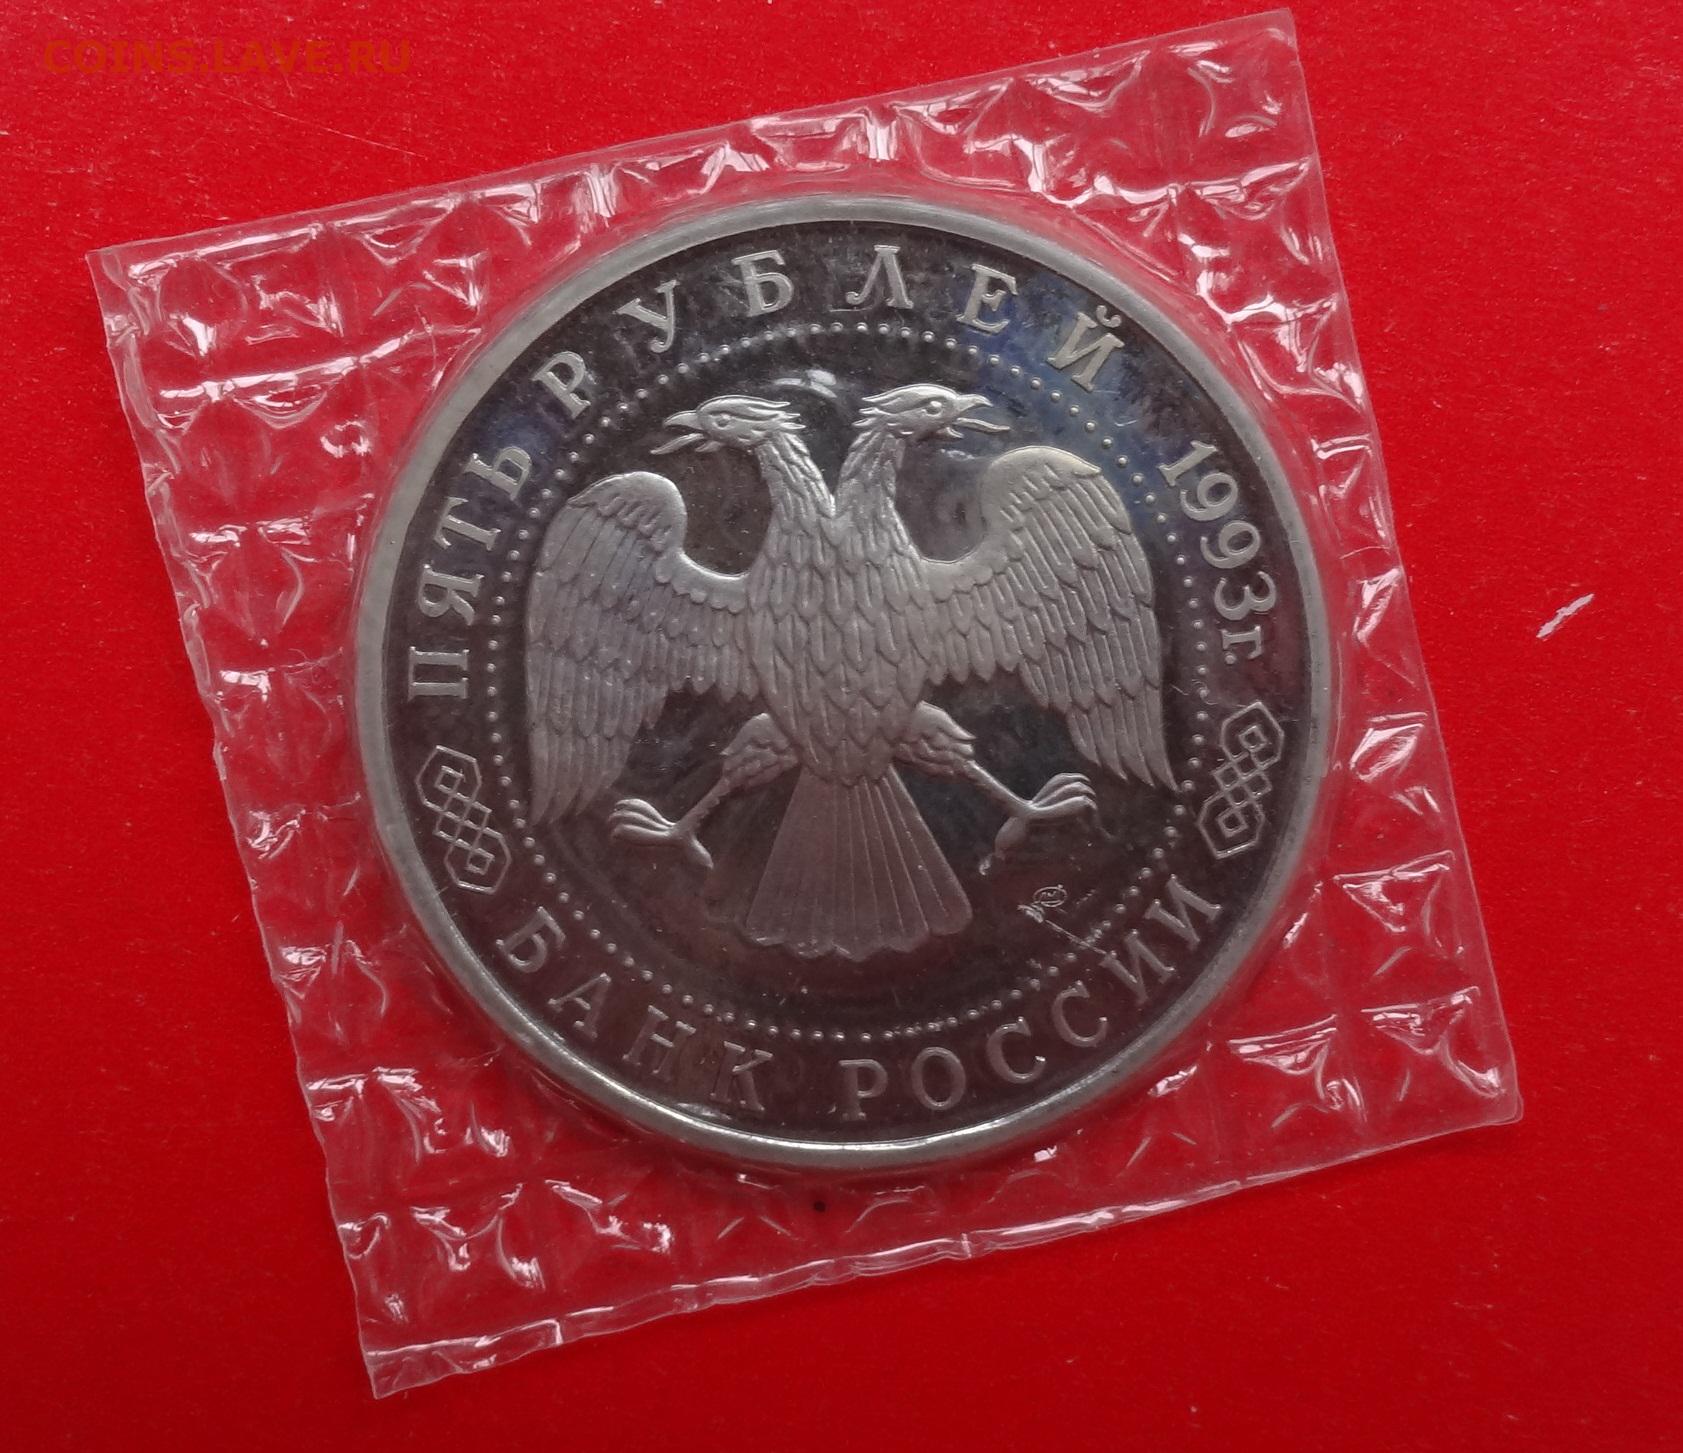 COINS.LAVE.RU
ПЯТЬ РУБЛЕЙ 1993г.
БАНК РОССИИ